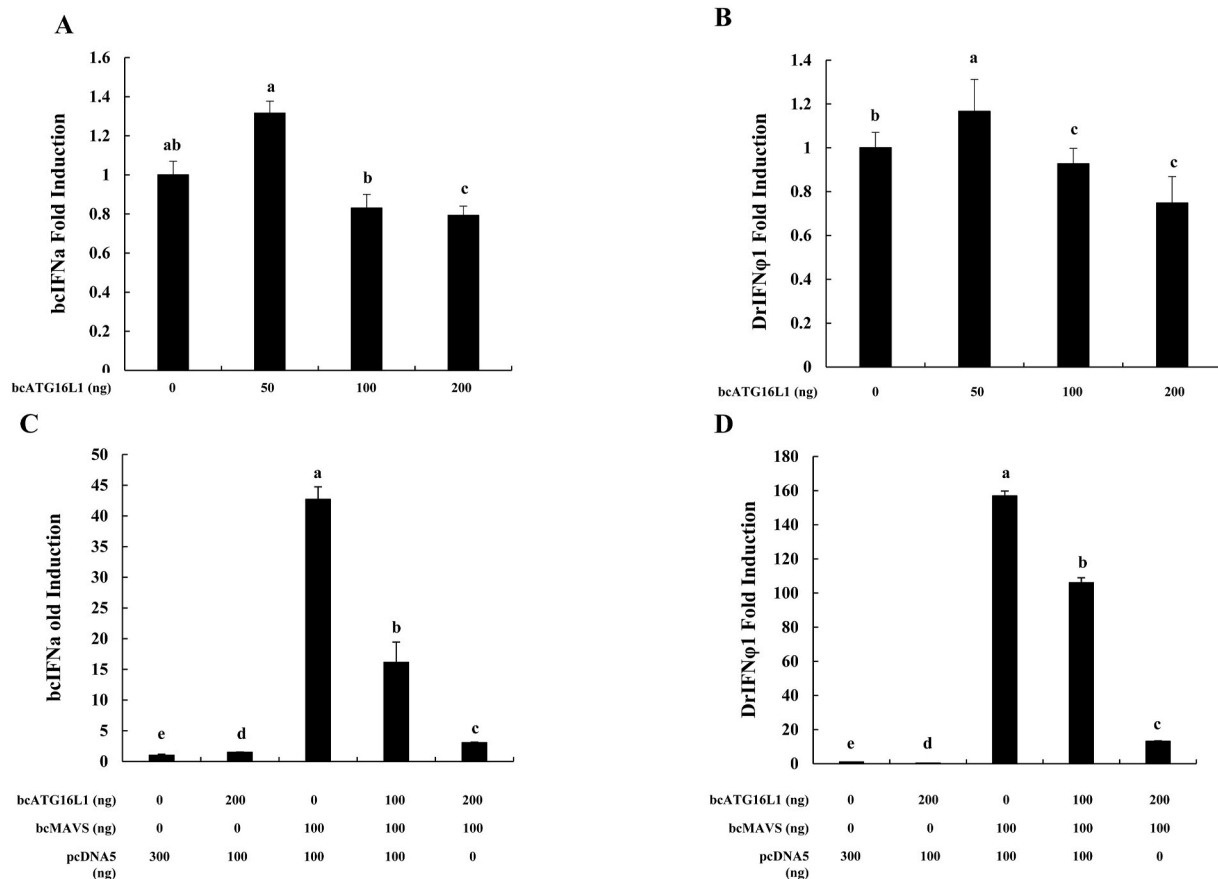 A
bcIFNa Fold Induction
1.6
1.4
1.2
1
0.8
0.6
0.4
0.2
0
ab
a
b
c
bcATG16L1 (ng) 0 50 100 200
B
DrIFNφ1 Fold Induction
1.4
1.2
1
0.8
0.6
0.4
0.2
0
b
a
c
c
bcATG16L1 (ng) 0 50 100 200
C
bcIFNa old Induction
50
45
40
35
30
25
20
15
10
5
0
e
d
a
b
c
bcATG16L1 (ng) 0 200 0 100 200
bcMAVS (ng) 0 0 100 100 100
pcDNA5 300 100 100 100 0
(ng)
D
DrIFNφ1 Fold Induction
180
160
140
120
100
80
60
40
20
0
e
d
a
b
c
bcATG16L1 (ng) 0 200 0 100 200
bcMAVS (ng) 0 0 100 100 100
pcDNA5 300 100 100 100 0
(ng)